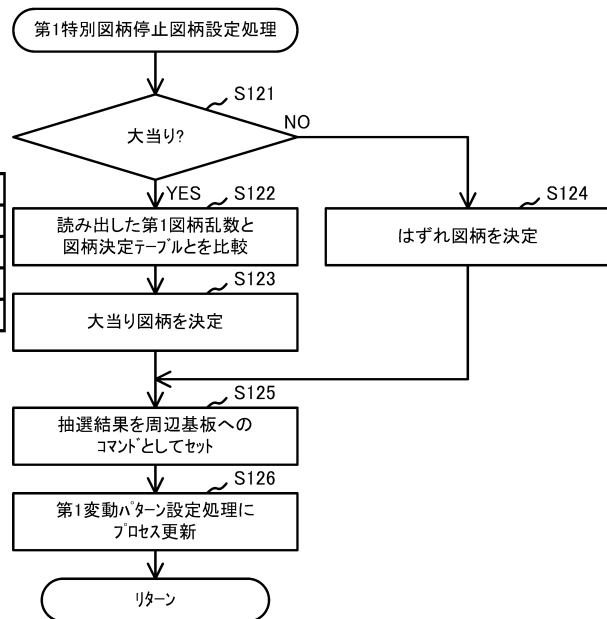 第1特別図柄停止図柄設定処理
S121
大当り?
NO
YES
S122
読み出した第1図柄乱数と
図柄決定テーブルとを比較
S124
はずれ図柄を決定
S123
大当り図柄を決定
S125
抽選結果を周辺基板への
コマンドとしてセット
S126
第1変動パターン設定処理に
プロセス更新
リターン